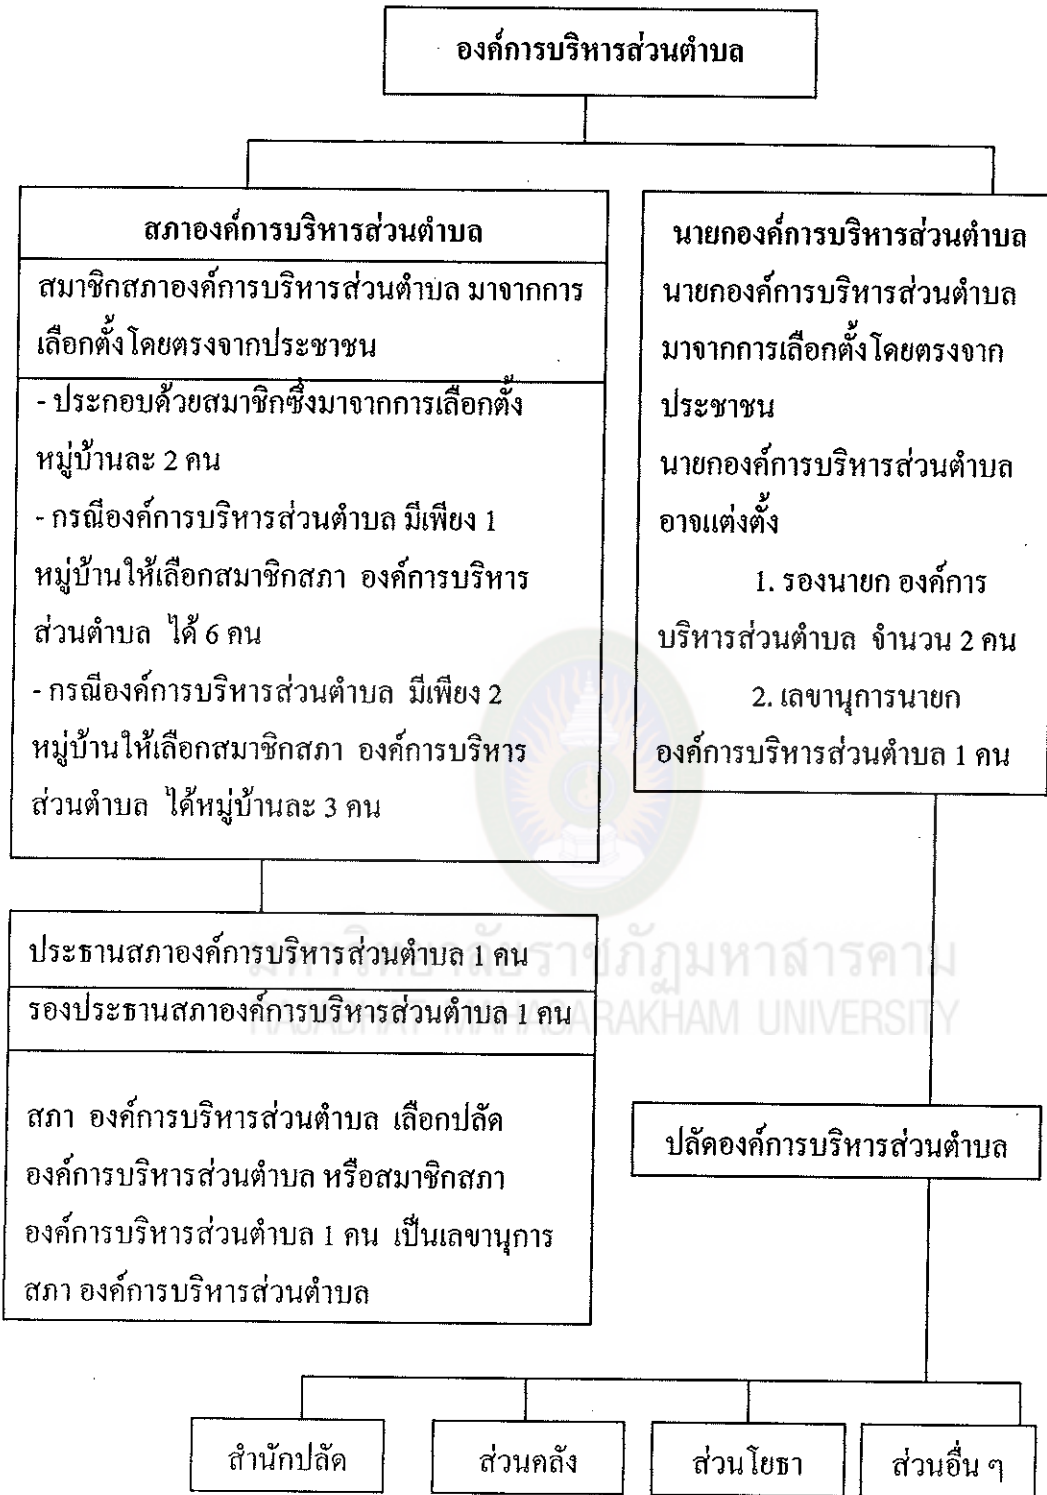 องค์การบริหารส่วนตำบล
สภาองค์การบริหารส่วนตำบล
สมาชิกสภาองค์การบริหารส่วนตำบล มาจากการ
เลือกตั้งโดยตรงจากประชาชน
- ประกอบด้วยสมาชิกซึ่งมาจากการเลือกตั้ง
หมู่บ้านละ 2 คน
- กรณีองค์การบริหารส่วนตำบล มีเพียง 1
หมู่บ้านให้เลือกสมาชิกสภา องค์การบริหาร
ส่วนตำบล ได้ 6 คน
- กรณีองค์การบริหารส่วนตำบล มีเพียง 2
หมู่บ้านให้เลือกสมาชิกสภา องค์การบริหาร
ส่วนตำบล ได้หมู่บ้านละ 3 คน
นายกองค์การบริหารส่วนตำบล
นายกองค์การบริหารส่วนตำบล
มาจากการเลือกตั้งโดยตรงจาก
ประชาชน
นายกองค์การบริหารส่วนตำบล
อาจแต่งตั้ง
1. รองนายก องค์การ
บริหารส่วนตำบล จำนวน 2 คน
2. เลขานุการนายก
องค์การบริหารส่วนตำบล 1 คน
ประธานสภาองค์การบริหารส่วนตำบล 1 คน
รองประธานสภาองค์การบริหารส่วนตำบล 1 คน
สภา องค์การบริหารส่วนตำบล เลือกปลัด
องค์การบริหารส่วนตำบล หรือสมาชิกสภา
องค์การบริหารส่วนตำบล 1 คน เป็นเลขานุการ
สภา องค์การบริหารส่วนตำบล
มหาวิทยาลัยราชภัฏมหาสารคาม
RAJABHAT MAHASARAKHAM UNIVERSITY
ปลัดองค์การบริหารส่วนตำบล
สำนักปลัด
ส่วนคลัง
ส่วนโยธา
ส่วนอื่น ๆ